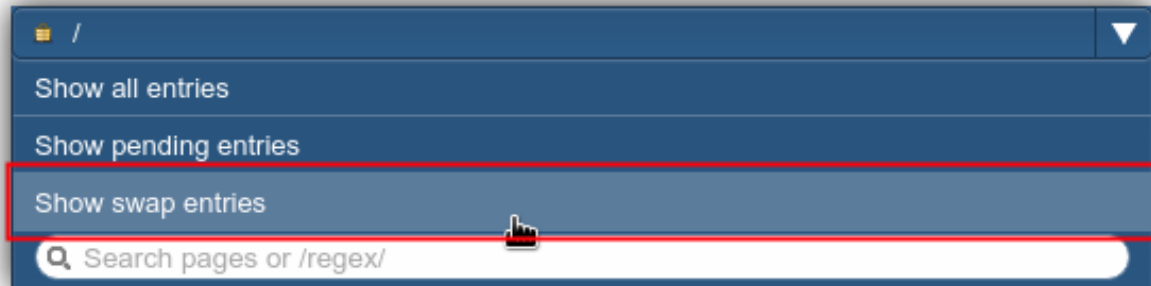 /
Show all entries
Show pending entries
Show swap entries
Search pages or /regex/